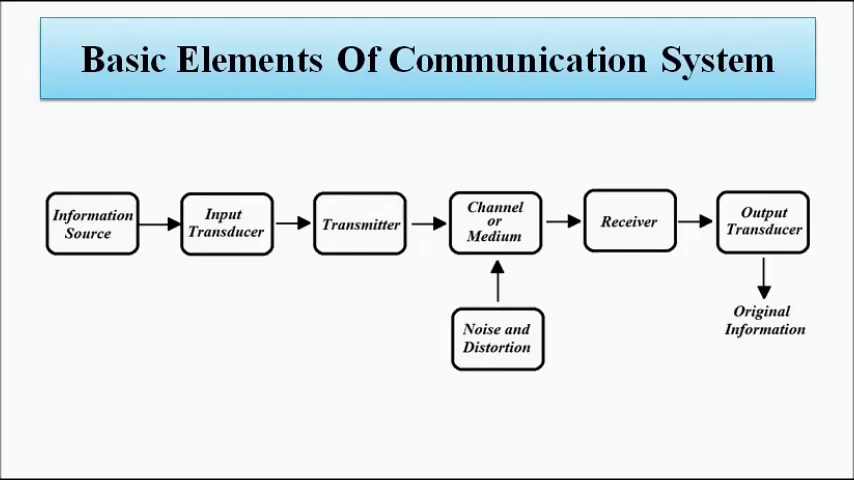 Basic Elements Of Communication System
Information
Source
Input
Transducer
Transmitter
Channel
or
Medium
Receiver
Output
Transducer
Noise and
Distortion
Original
Information